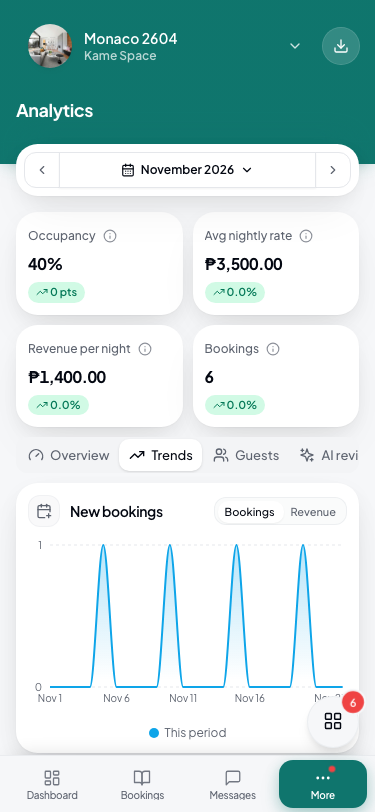 Monaco 2604
Kame Space
Analytics
November 2026
Occupancy
40%
0 pts
Avg nightly rate
₱3,500.00
0.0%
Revenue per night
₱1,400.00
0.0%
Bookings
6
0.0%
Overview Trends Guests AI revi
New bookings
Bookings Revenue
1
0
Nov 1 Nov 6 Nov 11 Nov 16
This period
6
Dashboard Bookings Messages More